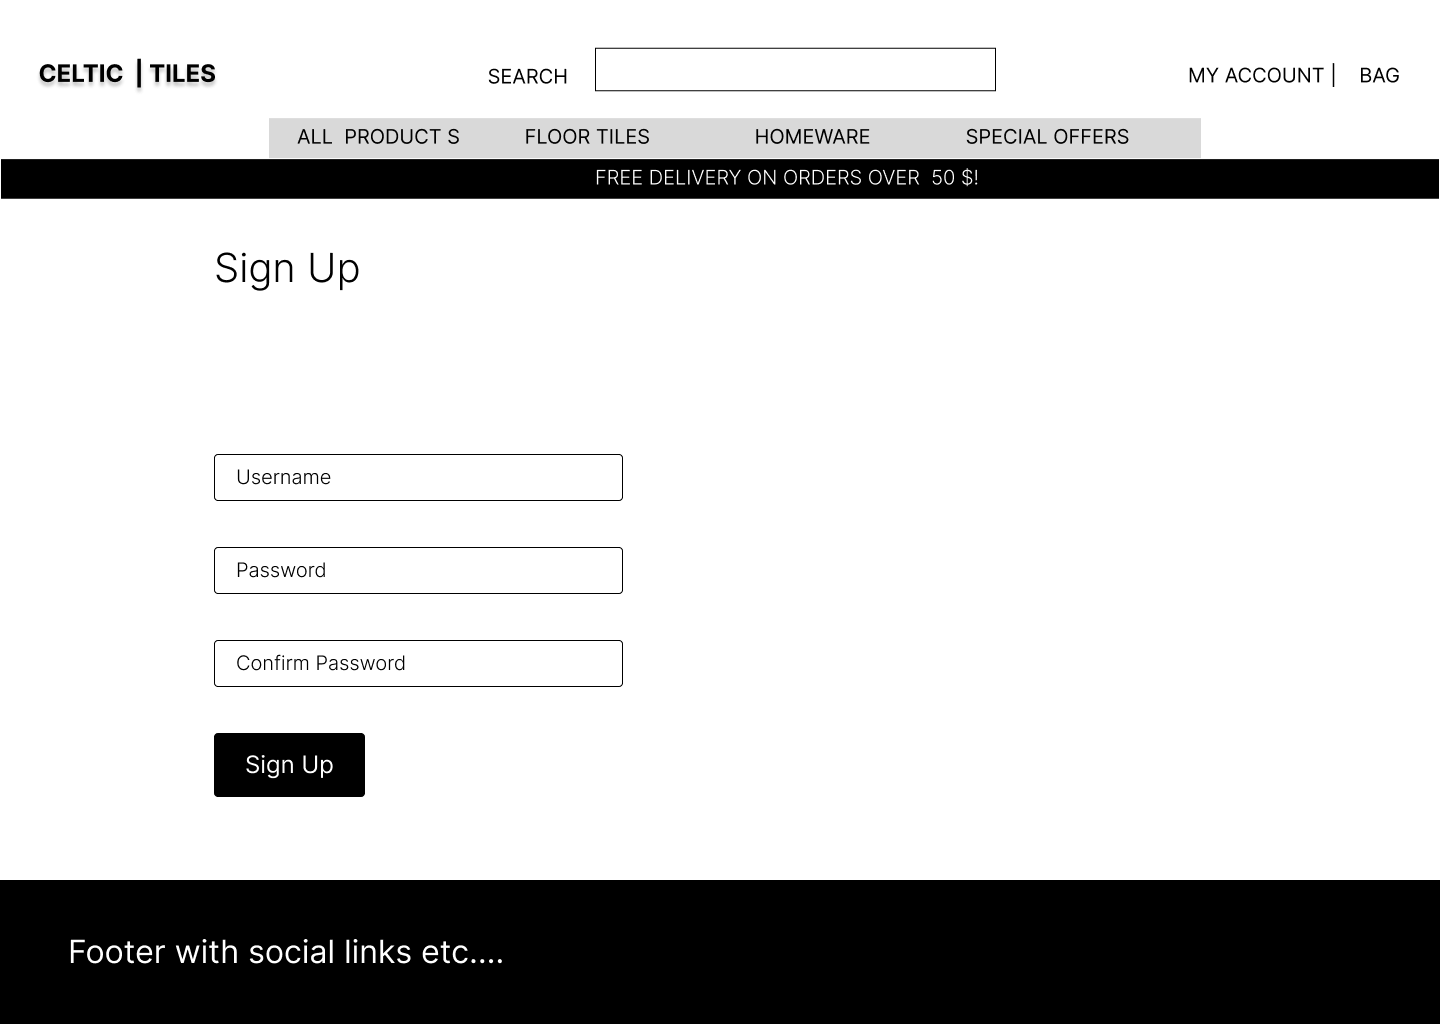 CELTIC | TILES
SEARCH
MY ACCOUNT | BAG
ALL PRODUCT S FLOOR TILES HOMEWARE SPECIAL OFFERS
FREE DELIVERY ON ORDERS OVER 50 $!
Sign Up
Username
Password
Confirm Password
Sign Up
Footer with social links etc....